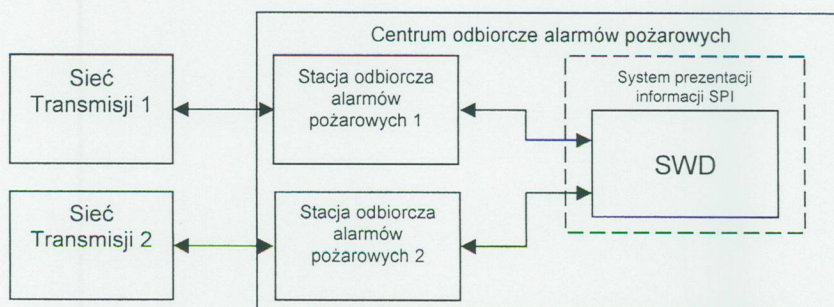 Centrum odbiorcze alarmów pożarowych
Sieć
Transmisji 1
Stacja odbiorcza
alarmów
pożarowych 1
System prezentacji
informacji SPI
SWD
Sieć
Transmisji 2
Stacja odbiorcza
alarmów
pożarowych 2